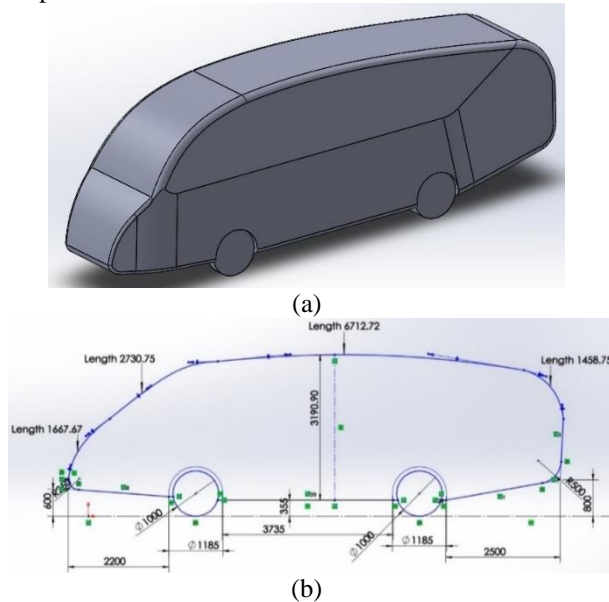 (a)
Length 6712.72
Length 2730.75
Length 1458.75
3190.90
Length 1667.67
600
355
R500
800
Ø1000
Ø1000
3735
2200
Ø1185
Ø1185
2500
(b)